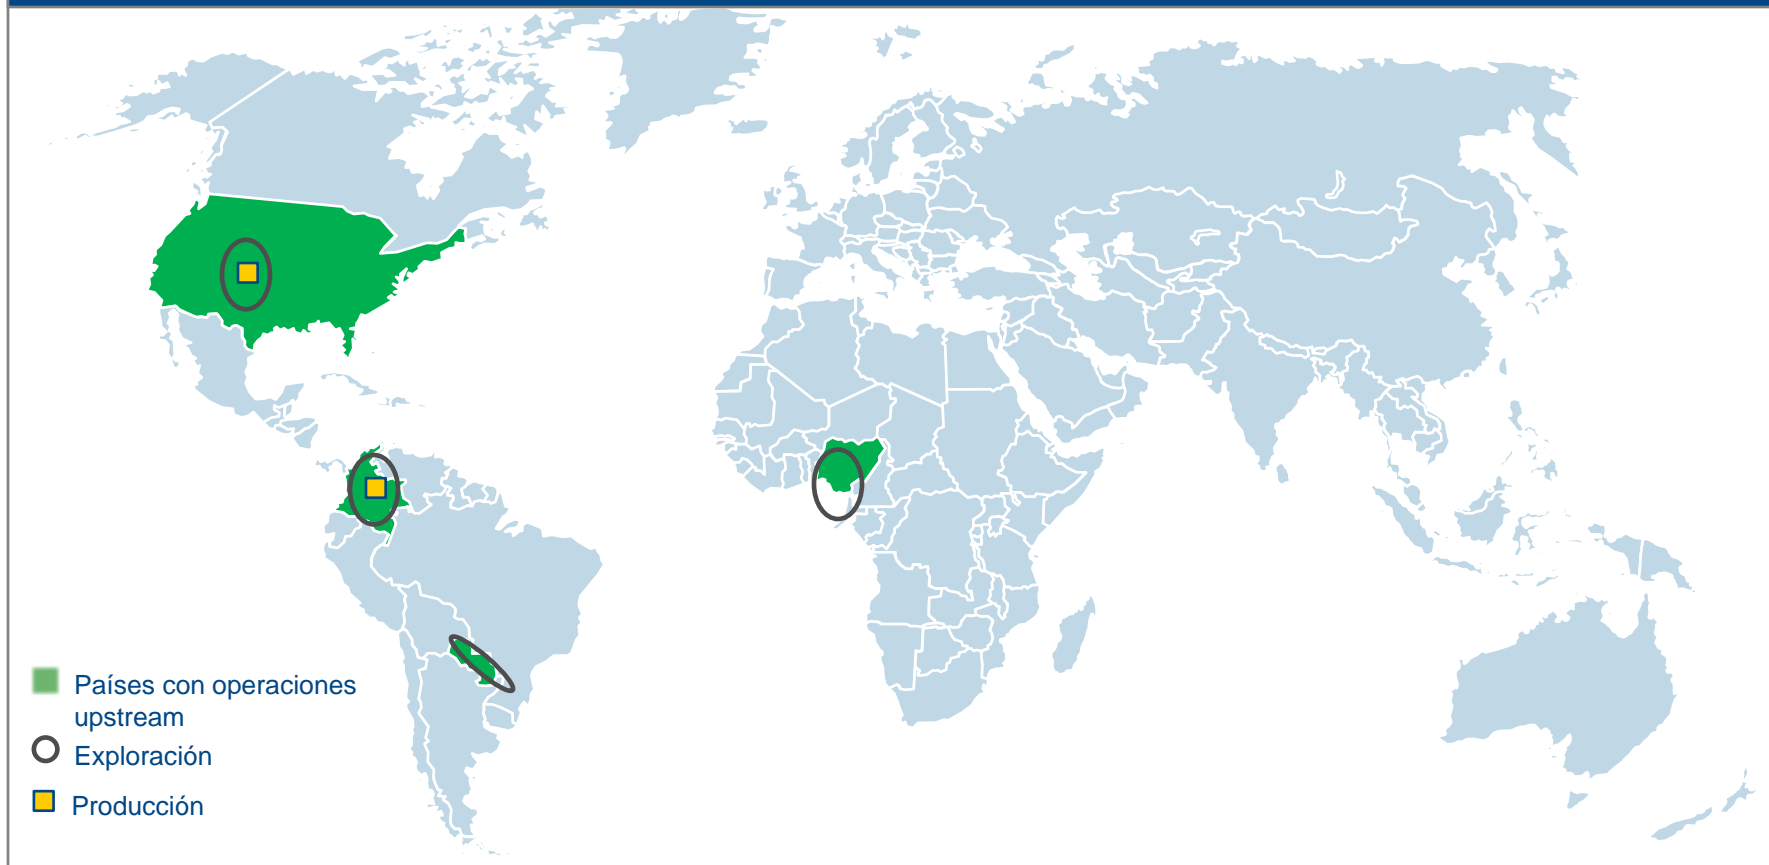 Países con operaciones
upstream
Exploración
Producción